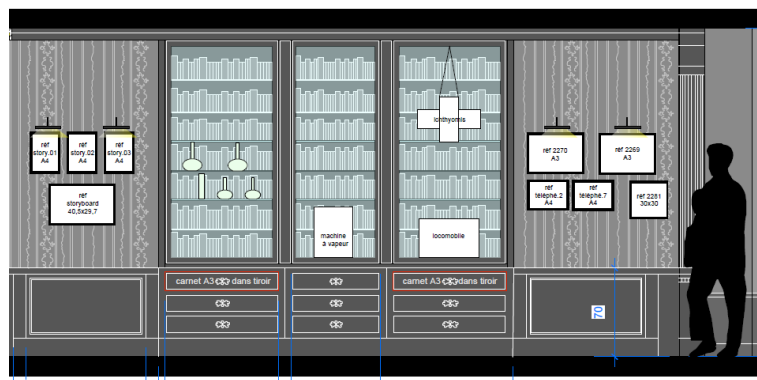 réf
story.01
A4
réf
story.02
A4
réf
story.03
A4
réf
storyboard
40,5x29,7
ichthyornis
machine
à vapeur
locomobile
réf 2270
A3
réf 2269
A3
réf
téléphé.2
A4
réf
téléphé.7
A4
réf 2281
30x30
carnet A3 dans tiroir
carnet A3 dans tiroir
70